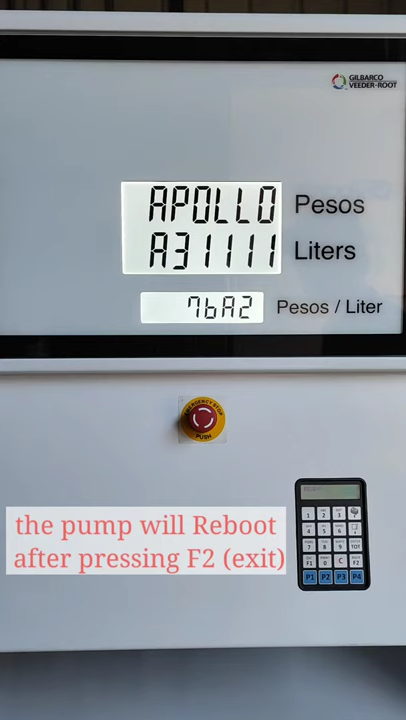 GILBARCO
VEEDER-ROOT
APOLLO Pesos
A31111 Liters
76A2 Pesos / Liter
EMERGENCY STOP
PUSH
the pump will Reboot
after pressing F2 (exit)
1 2 3
4 5 6
7 8 9 TOT
F1 0 C F2
P1 P2 P3 P4